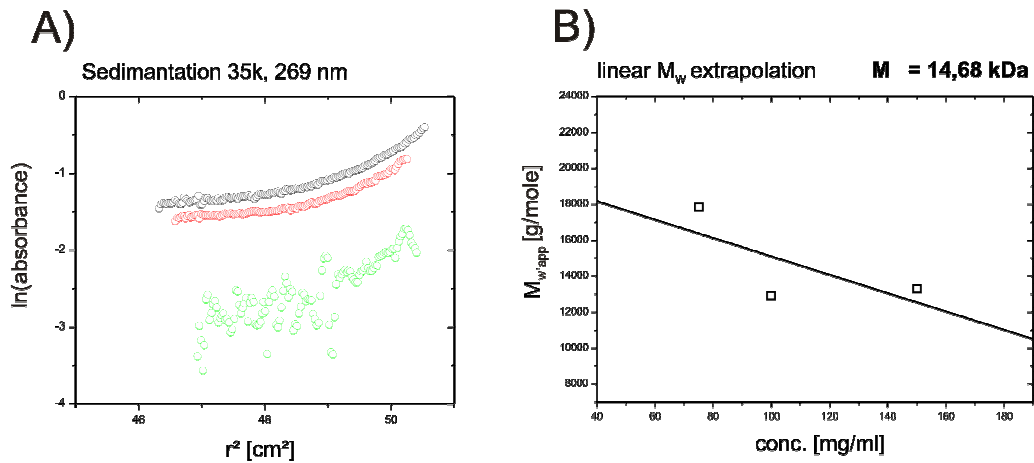 A)
Sedimantation 35k, 269 nm
ln(absorbance)
0
-1
-2
-3
-4
46
48
50
r² [cm²]
B)
linear Mw extrapolation
M = 14,68 kDa
Mw'app [g/mole]
24000
22000
20000
18000
16000
14000
12000
10000
8000
40
60
80
100
120
140
160
180
conc. [mg/ml]